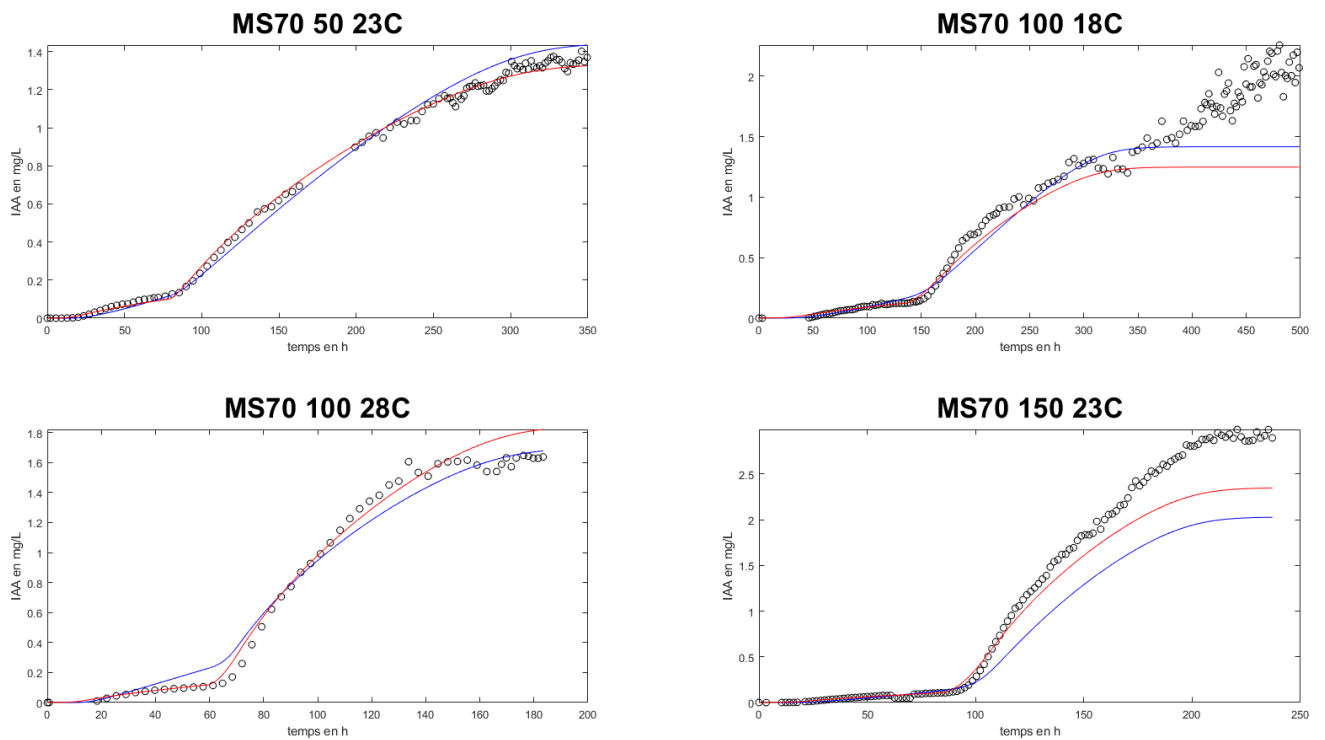 MS70 50 23C
1.4
1.2
1
0.8
0.6
0.4
0.2
0
IAA en mg/L
0 50 100 150 200 250 300 350
temps en h
MS70 100 18C
2
1.5
1
0.5
0
IAA en mg/L
0 50 100 150 200 250 300 350 400 450 500
temps en h
MS70 100 28C
1.8
1.6
1.4
1.2
1
0.8
0.6
0.4
0.2
0
IAA en mg/L
0 20 40 60 80 100 120 140 160 180 200
temps en h
MS70 150 23C
2.5
2
1.5
1
0.5
0
IAA en mg/L
0 50 100 150 200 250
temps en h